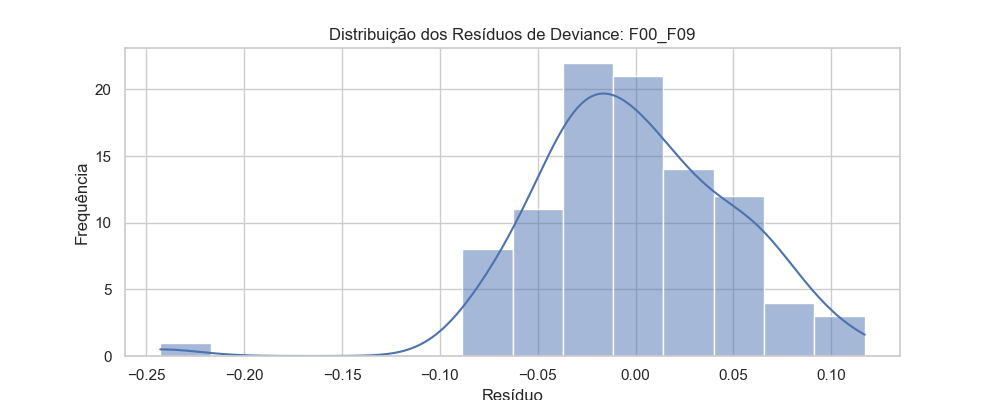 Distribuição dos Resíduos de Deviance: F00_F09
Frequência
20
15
10
5
0
−0.25 −0.20 −0.15 −0.10 −0.05 0.00 0.05 0.10
Resíduo